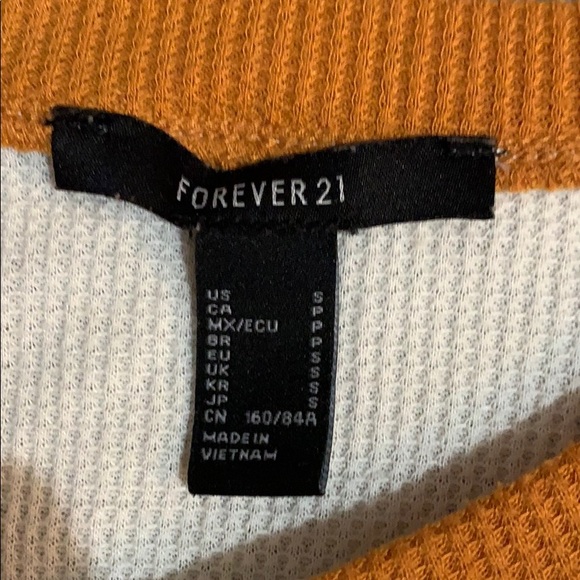 FOREVER 21
US S
CA P
MX/ECU P
BR P
EU S
UK S
KR S
JP S
CN 160/84A
MADE IN
VIETNAM